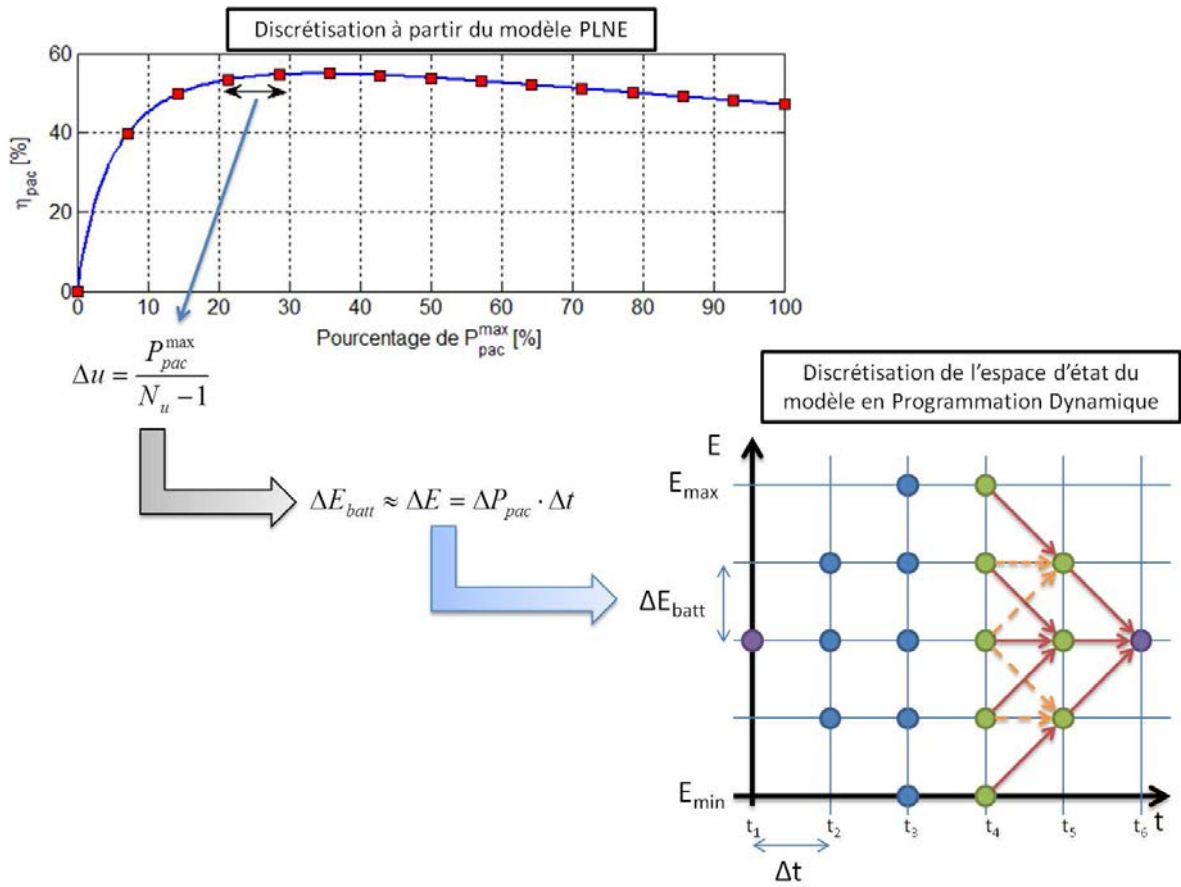 Discrétisation à partir du modèle PLNE
60
40
20
0
η_pac [%]
0 10 20 30 40 50 60 70 80 90 100
Pourcentage de P_pac^max [%]
Δu = P_pac^max / (N_u − 1)
ΔE_batt ≈ ΔE = ΔP_pac · Δt
Discrétisation de l'espace d'état du
modèle en Programmation Dynamique
E
E_max
ΔE_batt
E_min
t_1 t_2 t_3 t_4 t_5 t_6 t
Δt